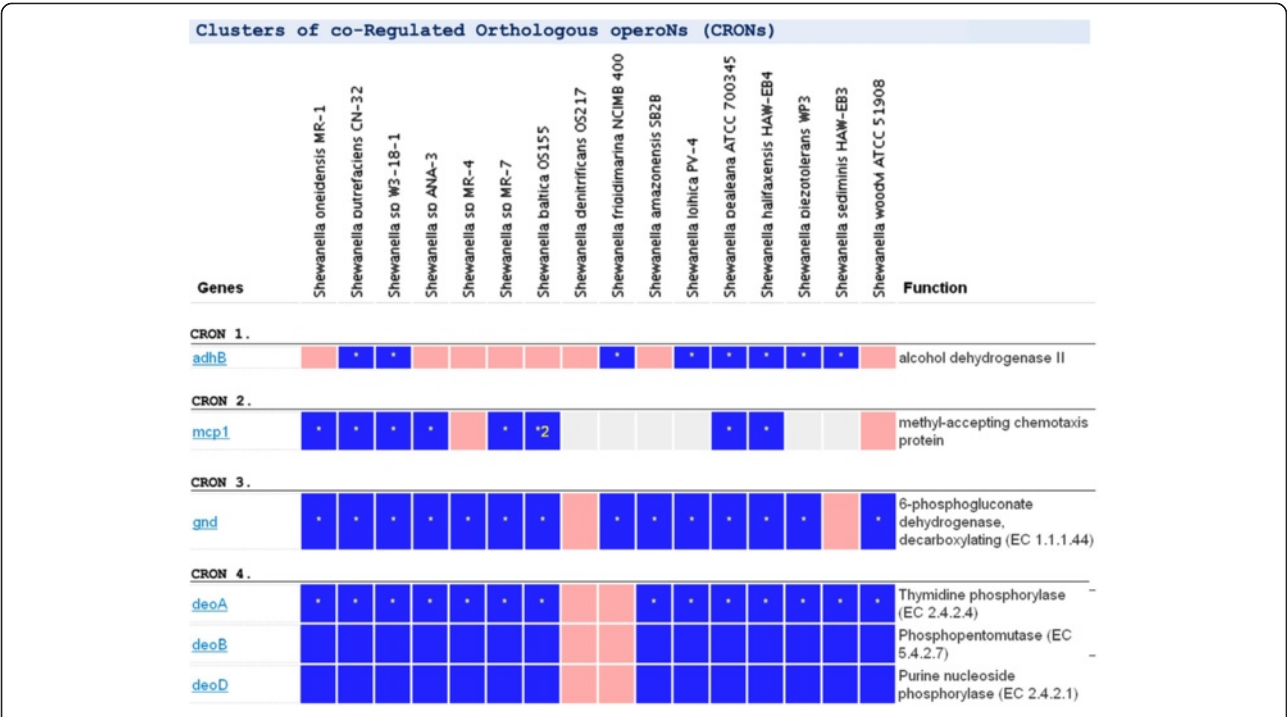 Clusters of co-Regulated Orthologous operoNs (CRONs)
Genes
Shewanella oneidensis MR-1
Shewanella putrefaciens CN-32
Shewanella sp W3-18-1
Shewanella sp ANA-3
Shewanella sp MR-4
Shewanella sp MR-7
Shewanella baltica OS155
Shewanella denitrificans OS217
Shewanella frigidimarina NCIMB 400
Shewanella amazonensis SB2B
Shewanella loihica PV-4
Shewanella pealeana ATCC 700345
Shewanella halifaxensis HAW-EB4
Shewanella piezotolerans WP3
Shewanella sediminis HAW-EB3
Shewanella woodyi ATCC 51908
Function
CRON 1.
adhB
* * * * * * * *
alcohol dehydrogenase II
CRON 2.
mcp1
* * * * * *2 * *
methyl-accepting chemotaxis
protein
CRON 3.
gnd
* * * * * * * * * * * * * *
6-phosphogluconate
dehydrogenase,
decarboxylating (EC 1.1.1.44)
CRON 4.
deoA
* * * * * * * * * * * * * *
Thymidine phosphorylase
(EC 2.4.2.4)
deoB
Phosphopentomutase (EC
5.4.2.7)
deoD
Purine nucleoside
phosphorylase (EC 2.4.2.1)